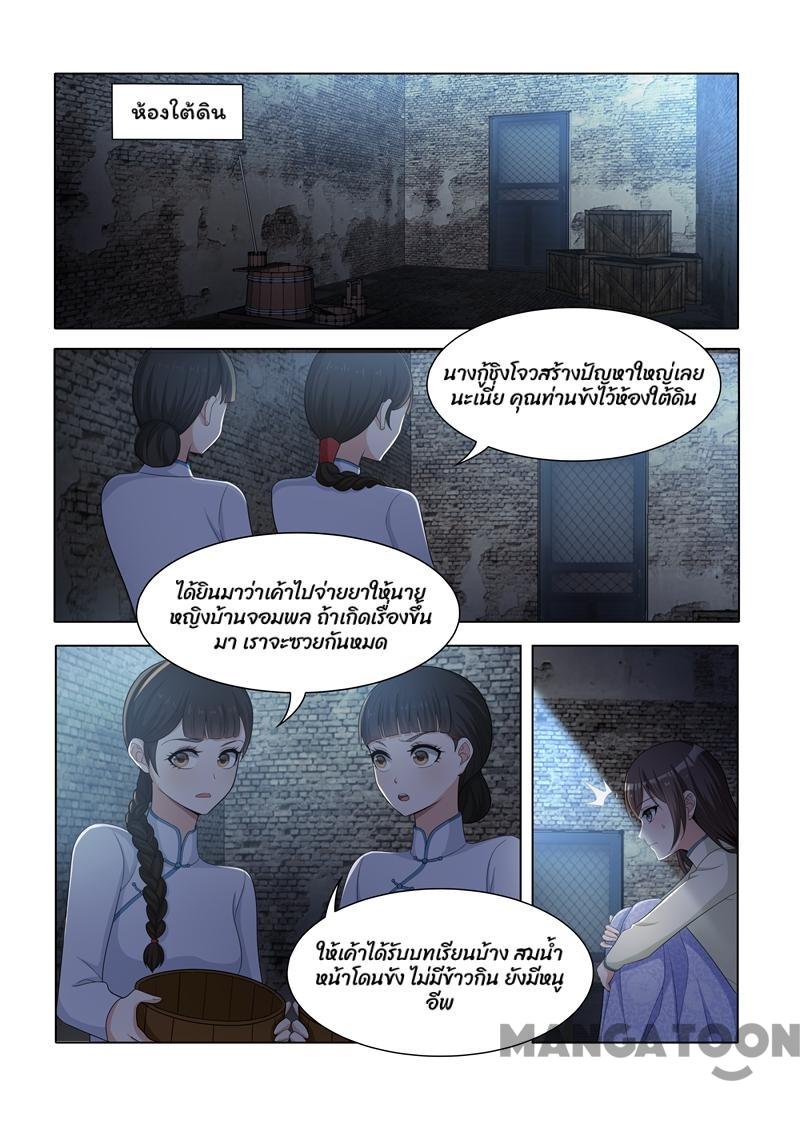 ห้องใต้ดิน
นางกู้ชิงโจวสร้างปัญหาใหญ่เลย
นะเนี่ย คุณท่านขังไว้ห้องใต้ดิน
ได้ยินมาว่าเค้าไปจ่ายยาให้นาย
หญิงบ้านจอมพล ถ้าเกิดเรื่องขึ้น
มา เราจะซวยกันหมด
ให้เค้าได้รับบทเรียนบ้าง สมน้ำ
หน้าโดนขัง ไม่มีข้าวกิน ยังมีหนู
อีพ
MANGATOON